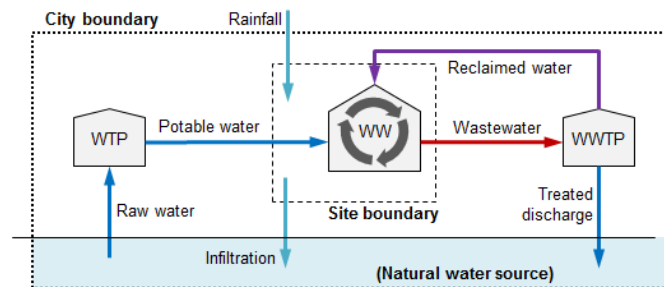 City boundary
Rainfall
Reclaimed water
WTP
Potable water
WW
Wastewater
WWTP
Raw water
Site boundary
Treated
discharge
Infiltration
(Natural water source)